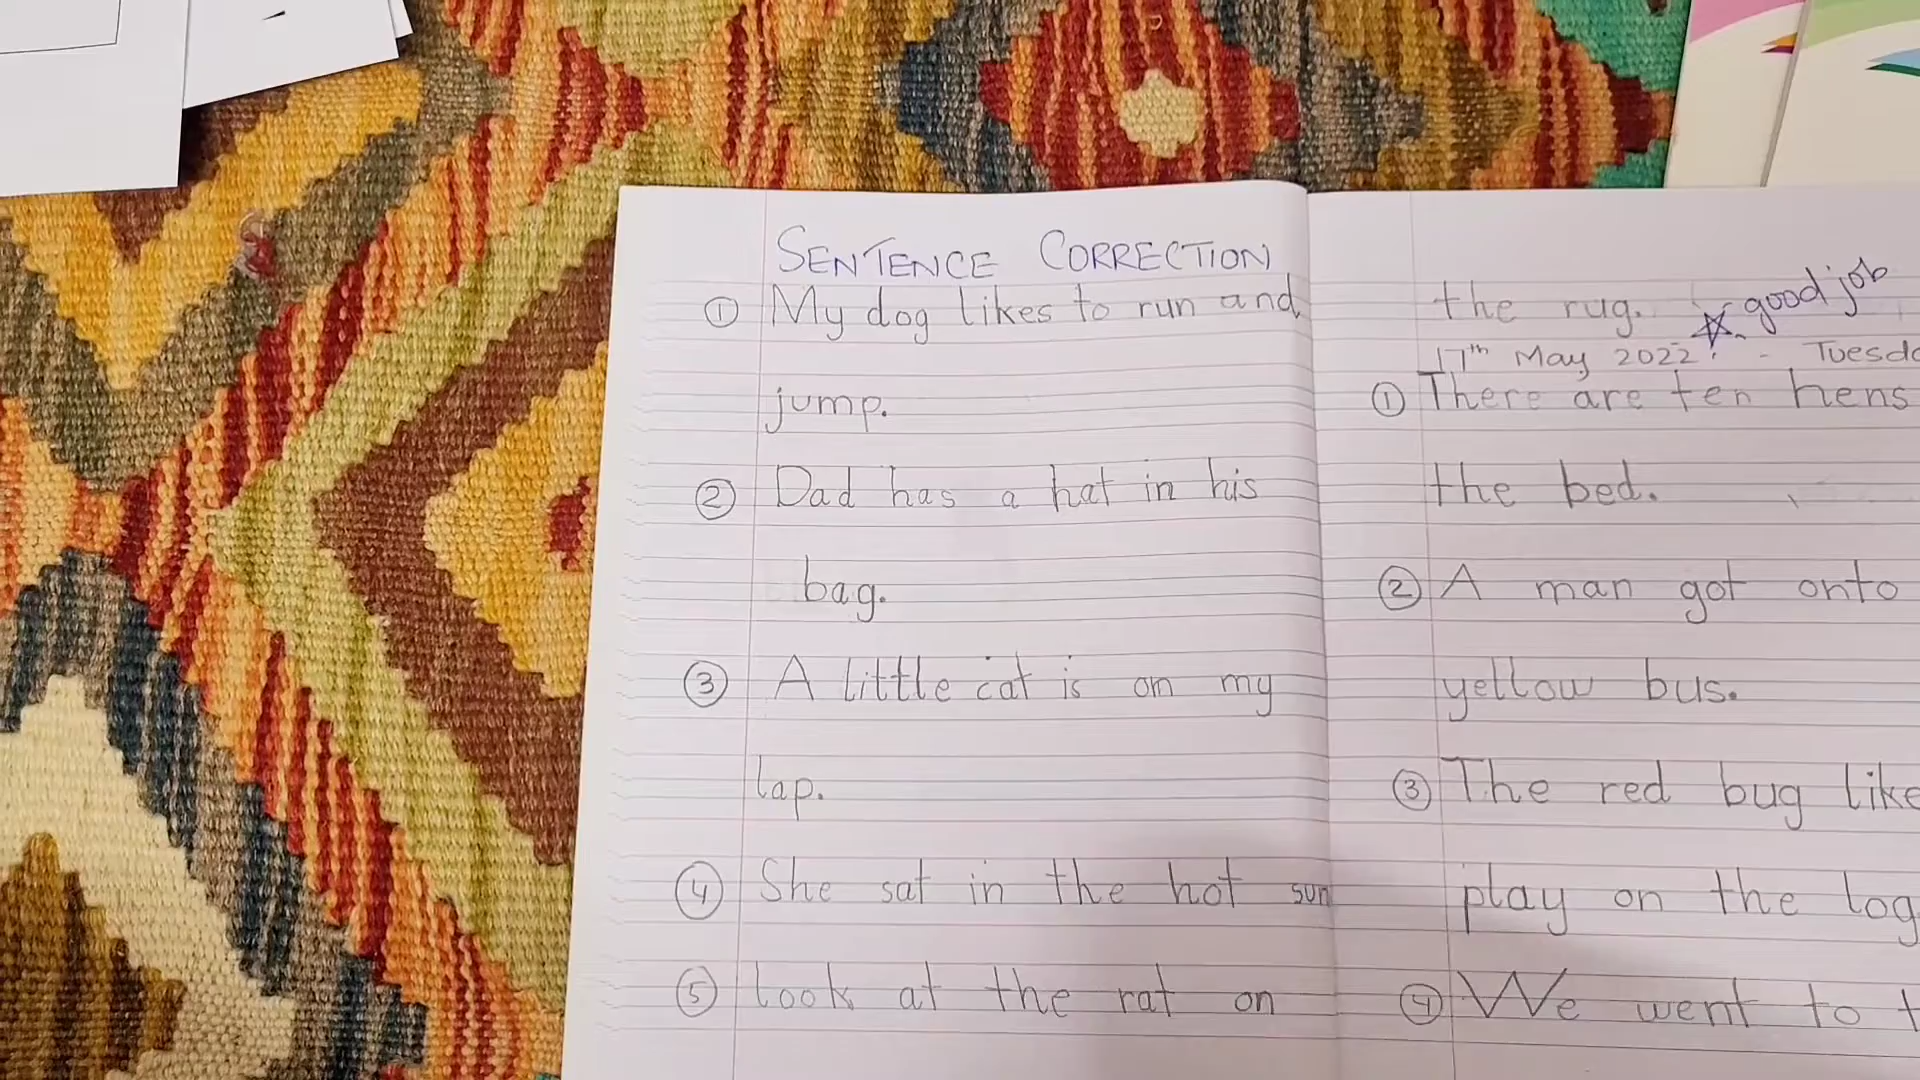 SENTENCE CORRECTION
① My dog likes to run and
jump.
② Dad has a hat in his
bag.
③ A little cat is on my
lap.
④ She sat in the hot sun
⑤ look at the rat on
the rug. good job
17th May 2022. - Tuesda
① There are ten hens
the bed.
② A man got onto
yellow bus.
③ The red bug like
play on the log
④ We went to t